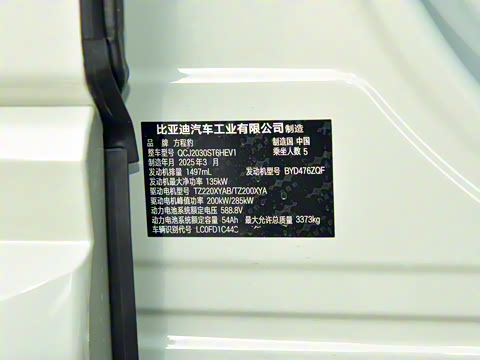 比亚迪汽车工业有限公司 制造
品 牌 方程豹 制造国 中国
整车型号 QCJ2030ST6HEV1 乘坐人数 5
制造年月 2025年3 月
发动机排量 1497mL 发动机型号 BYD476ZQF
发动机最大净功率 135kW
驱动电机型号 TZ220XYAB/TZ200XYA
驱动电机峰值功率 200kW/285kW
动力电池系统额定电压 588.8V
动力电池系统额定容量 54Ah 最大允许总质量 3373kg
车辆识别代号 LC0FD1C44